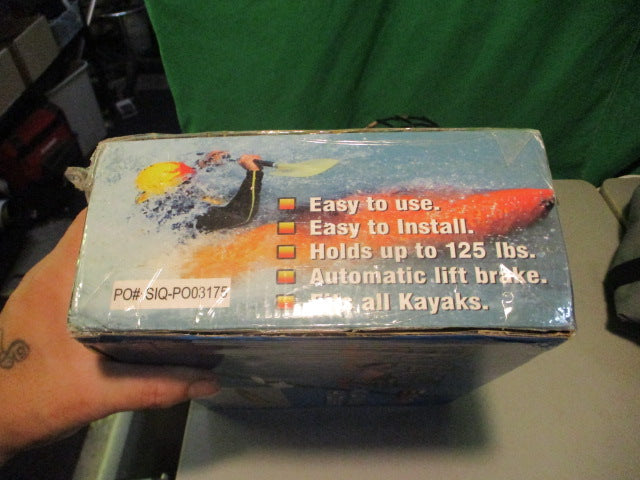 Easy to use.
Easy to Install.
Holds up to 125 lbs.
Automatic lift brake.
Fits all Kayaks.
PO#: SIQ-PO03175